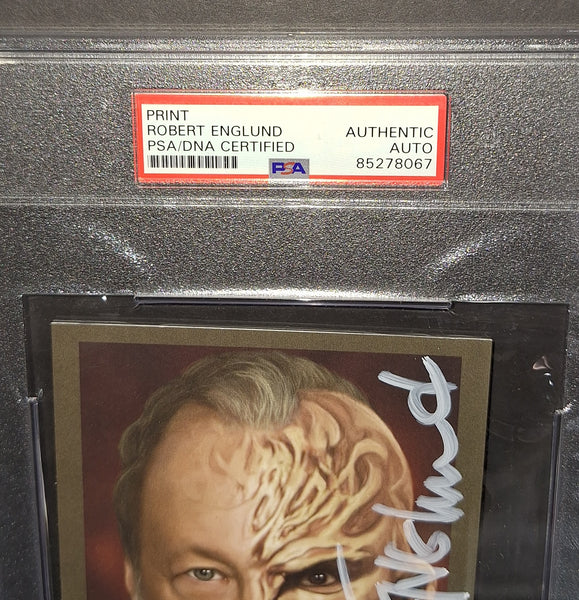 PRINT
ROBERT ENGLUND
PSA/DNA CERTIFIED
AUTHENTIC
AUTO
85278067
PSA